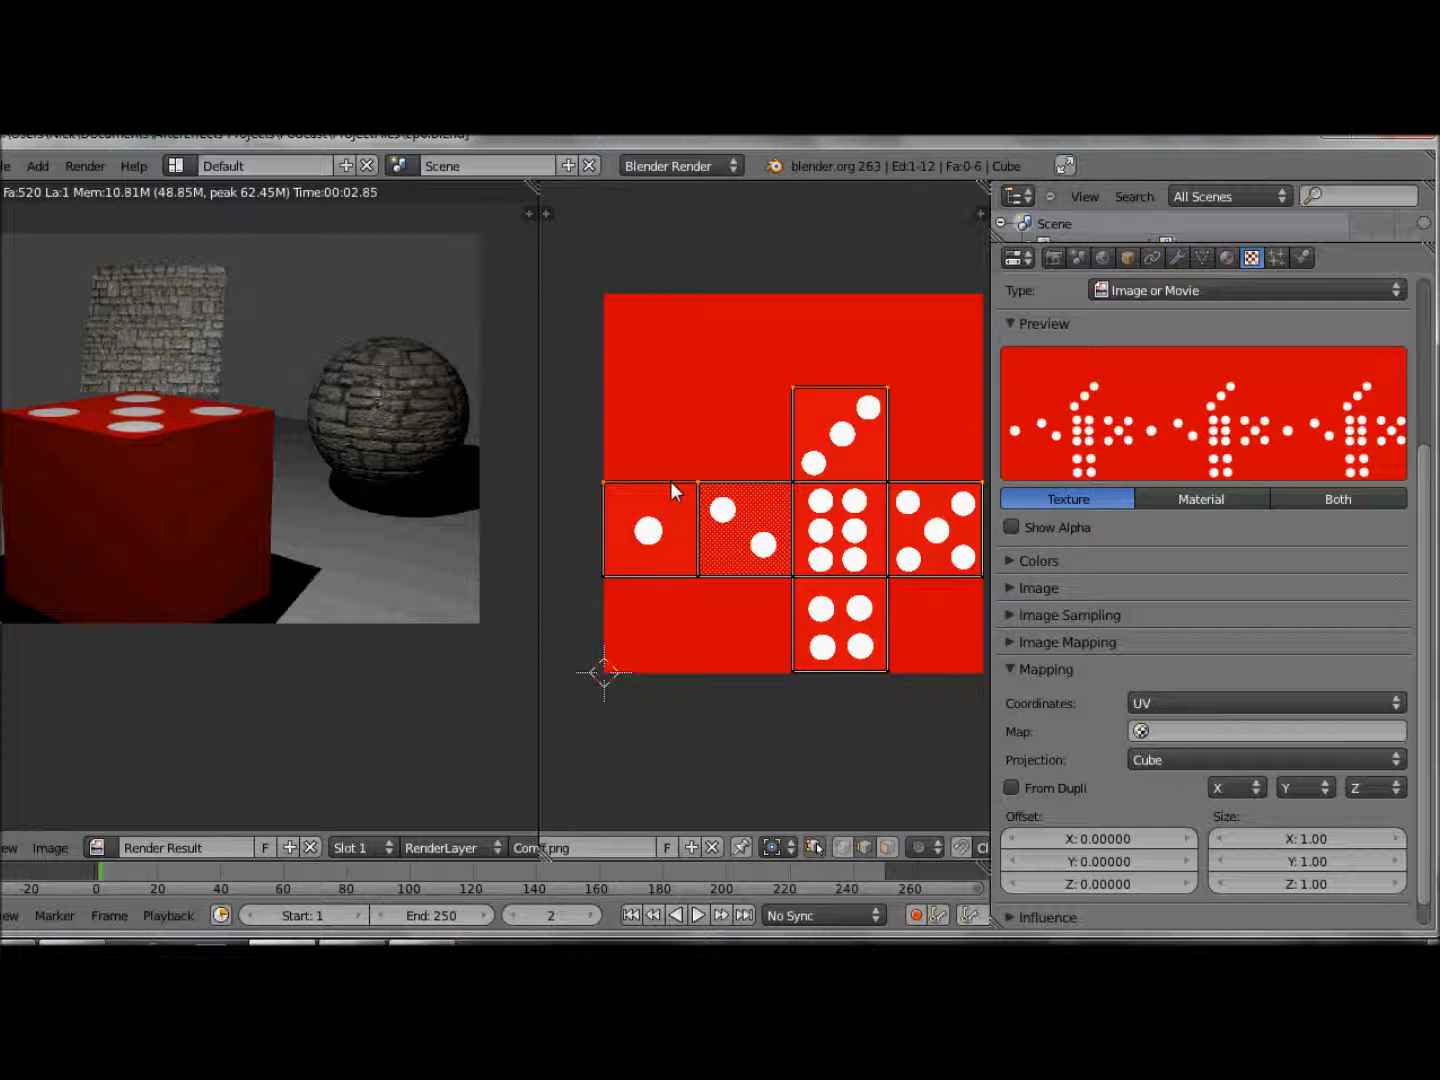 Add Render Help Default Scene Blender Render blender.org 263 | Ed:1-12 | Fa:0-6 | Cube
Fa:520 La:1 Mem:10.81M (48.85M, peak 62.45M) Time:00:02.85
View Search All Scenes
Scene
Type: Image or Movie
Preview
Texture Material Both
Show Alpha
Colors
Image
Image Sampling
Image Mapping
Mapping
Coordinates: UV
Map:
Projection: Cube
From Dupli X Y Z
Offset: Size:
X: 0.00000 X: 1.00
Y: 0.00000 Y: 1.00
Z: 0.00000 Z: 1.00
Influence
ew Image Render Result F Slot 1 RenderLayer .png F
-20 0 20 40 60 80 100 120 140 160 180 200 220 240 260
ew Marker Frame Playback Start: 1 End: 250 2 No Sync